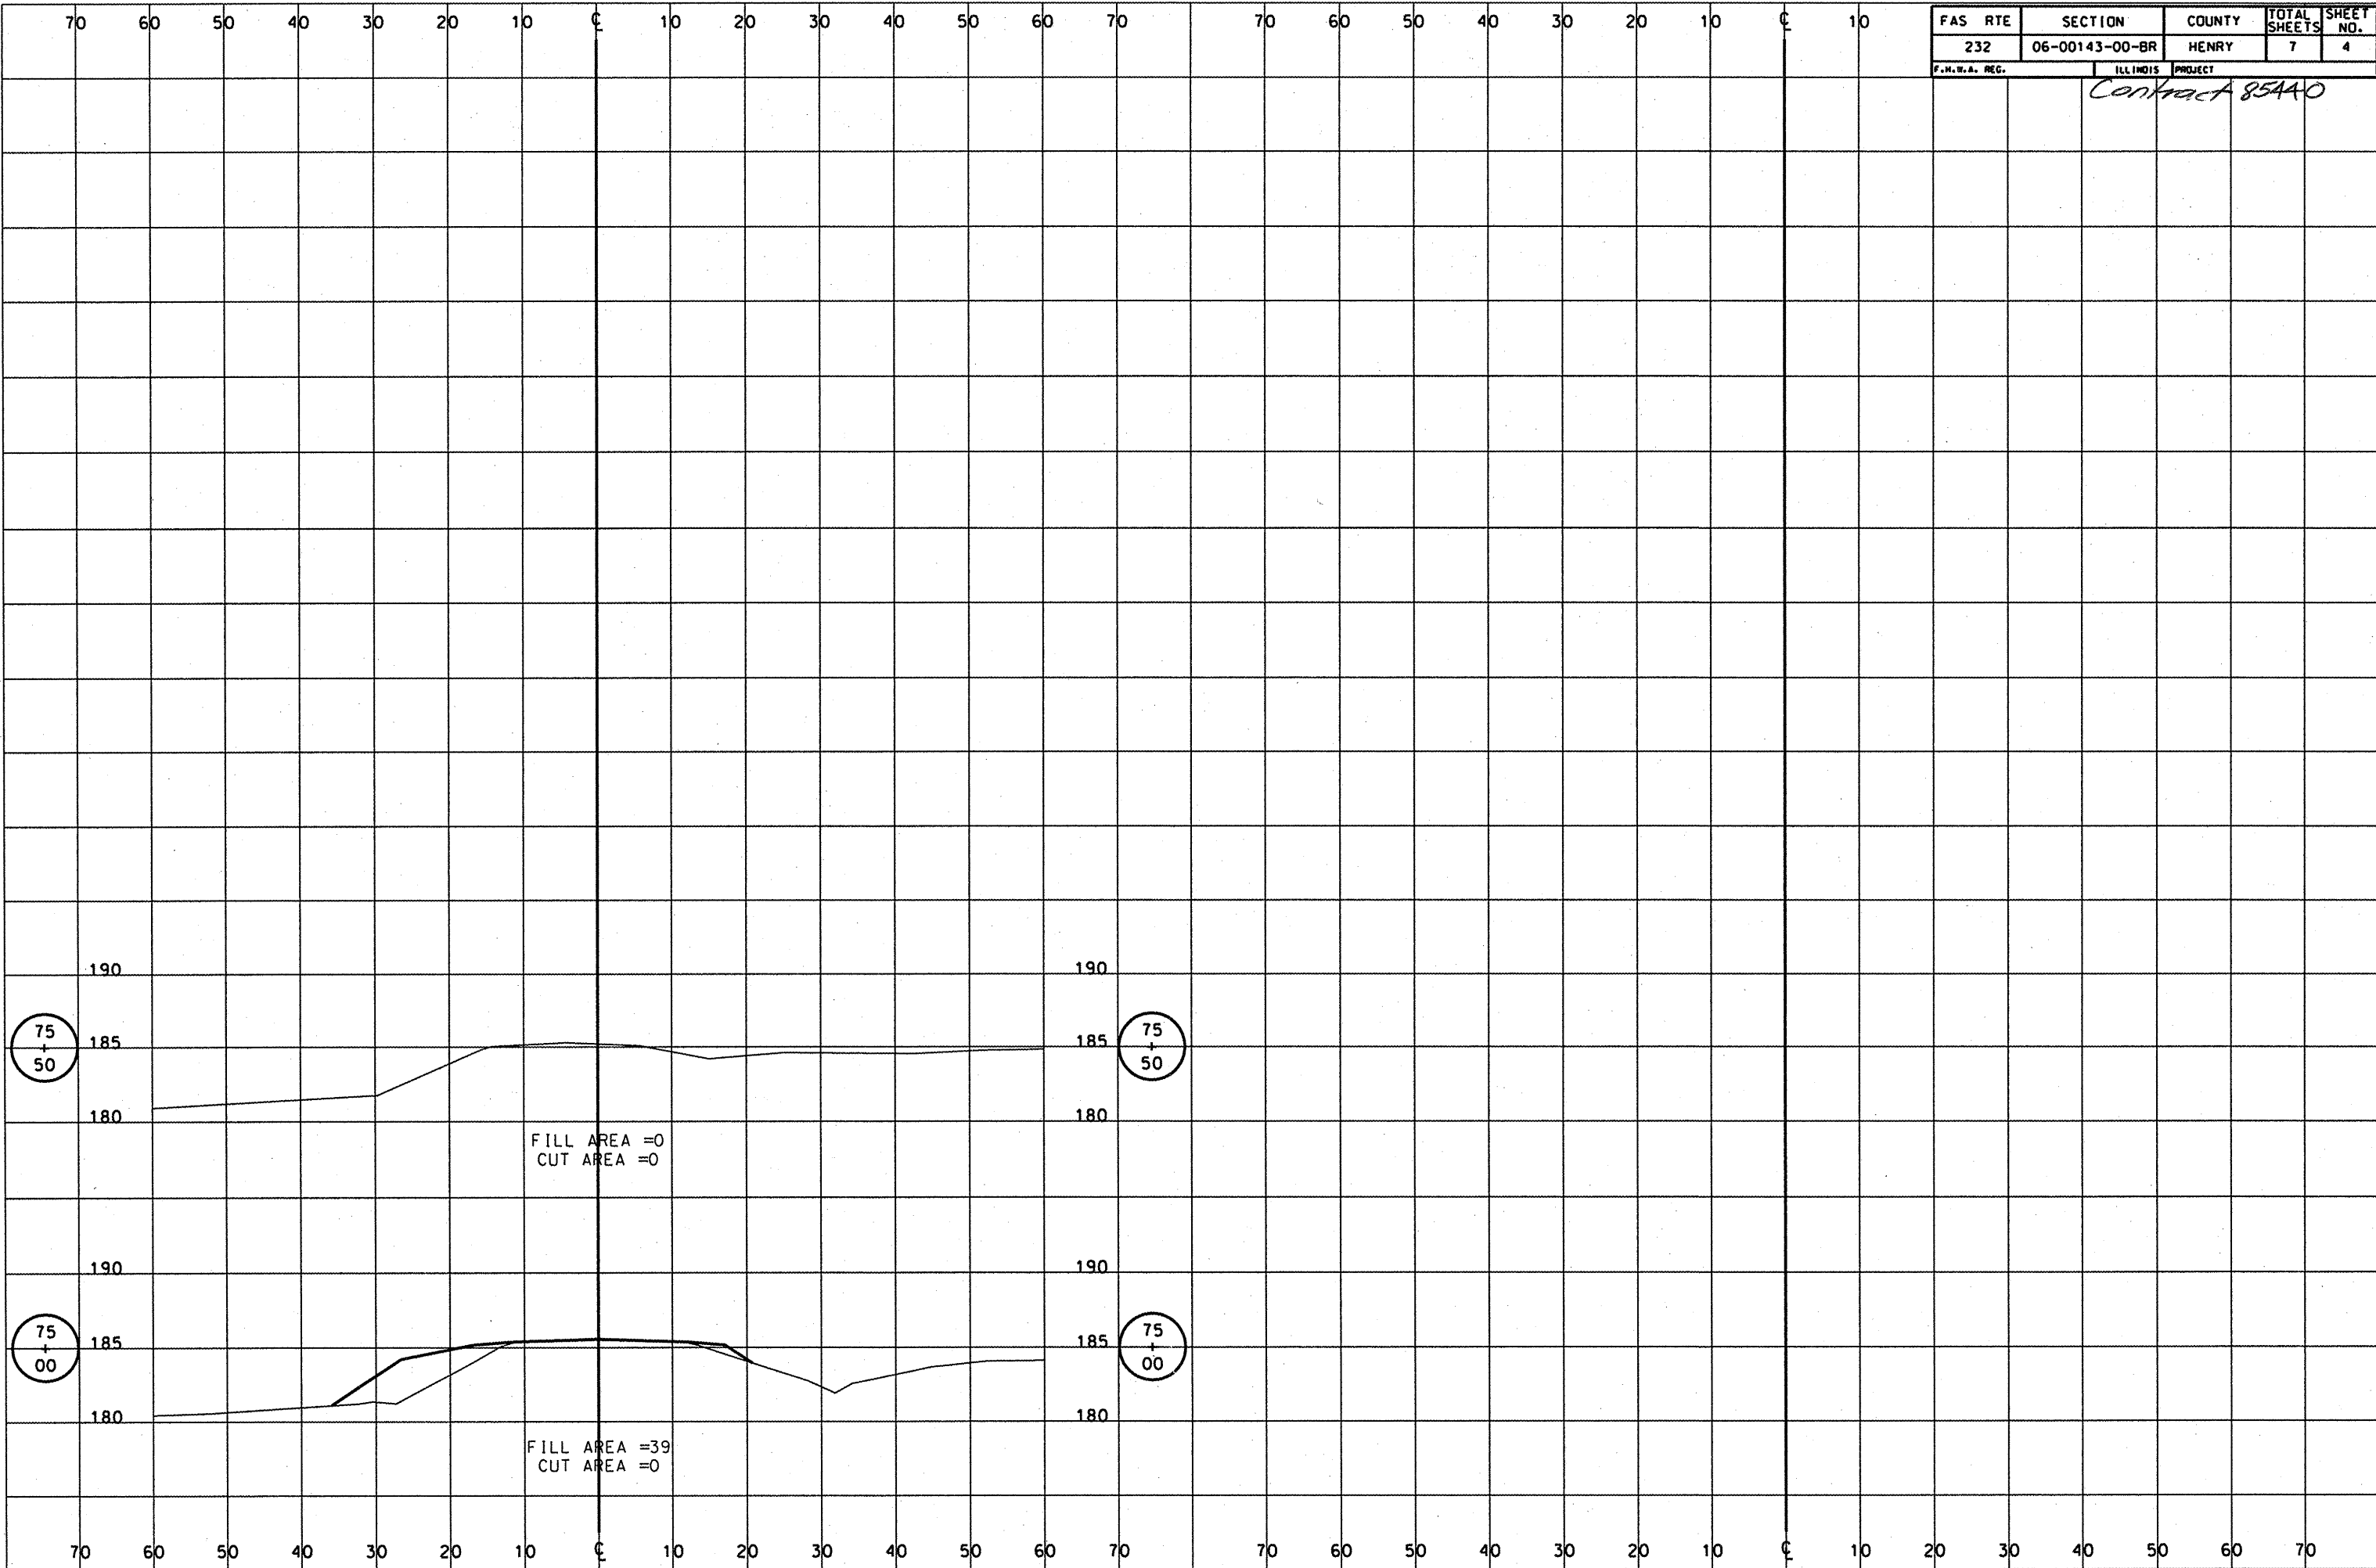 70 60 50 40 30 20 10 ℄ 10 20 30 40 50 60 70 70 60 50 40 30 20 10 ℄ 10
FAS RTE SECTION COUNTY TOTAL SHEETS SHEET NO.
232 06-00143-00-BR HENRY 7 4
F.H.W.A. REG. ILLINOIS PROJECT
Contract 85440
190 190
75 + 50 185 185 75 + 50
180 180
FILL AREA =0
CUT AREA =0
190 190
75 + 00 185 185 75 + 00
180 180
FILL AREA =39
CUT AREA =0
70 60 50 40 30 20 10 ℄ 10 20 30 40 50 60 70 70 60 50 40 30 20 10 ℄ 10 20 30 40 50 60 70